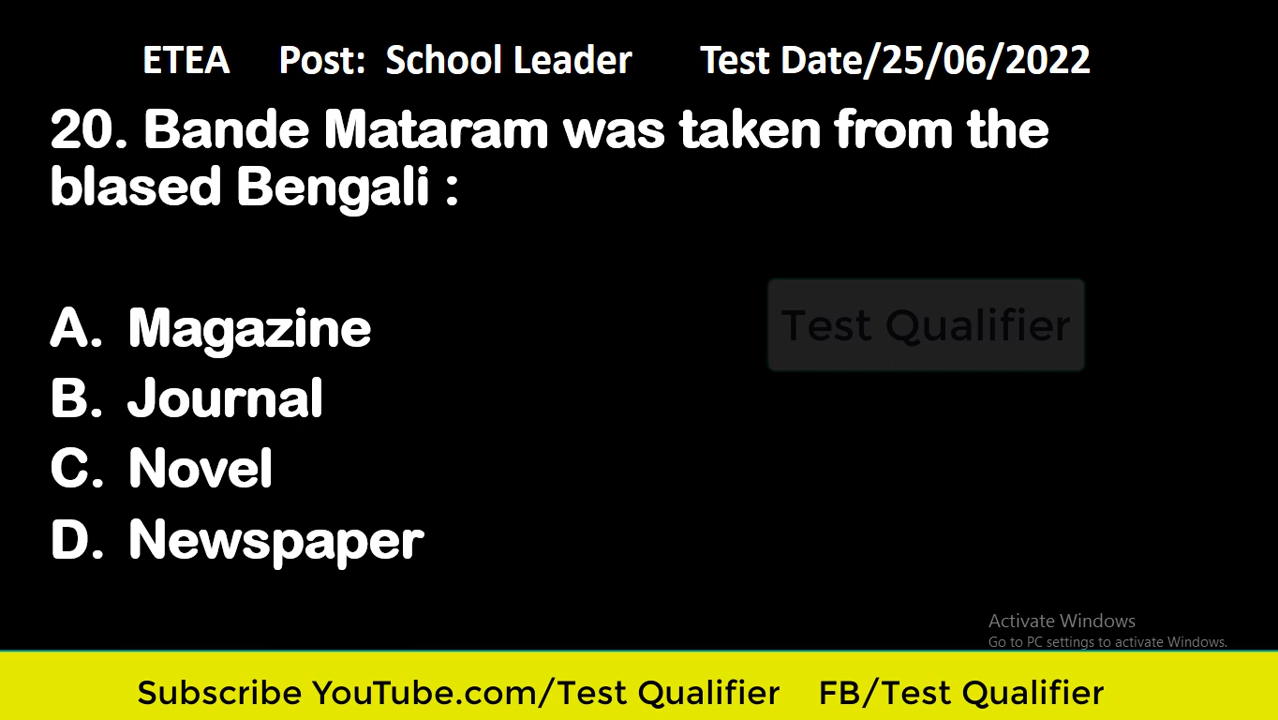 ETEA Post: School Leader Test Date/25/06/2022
20. Bande Mataram was taken from the
blased Bengali :
A. Magazine
Test Qualifier
B. Journal
C. Novel
D. Newspaper
Activate Windows
Go to PC settings to activate Windows.
Subscribe YouTube.com/Test Qualifier FB/Test Qualifier